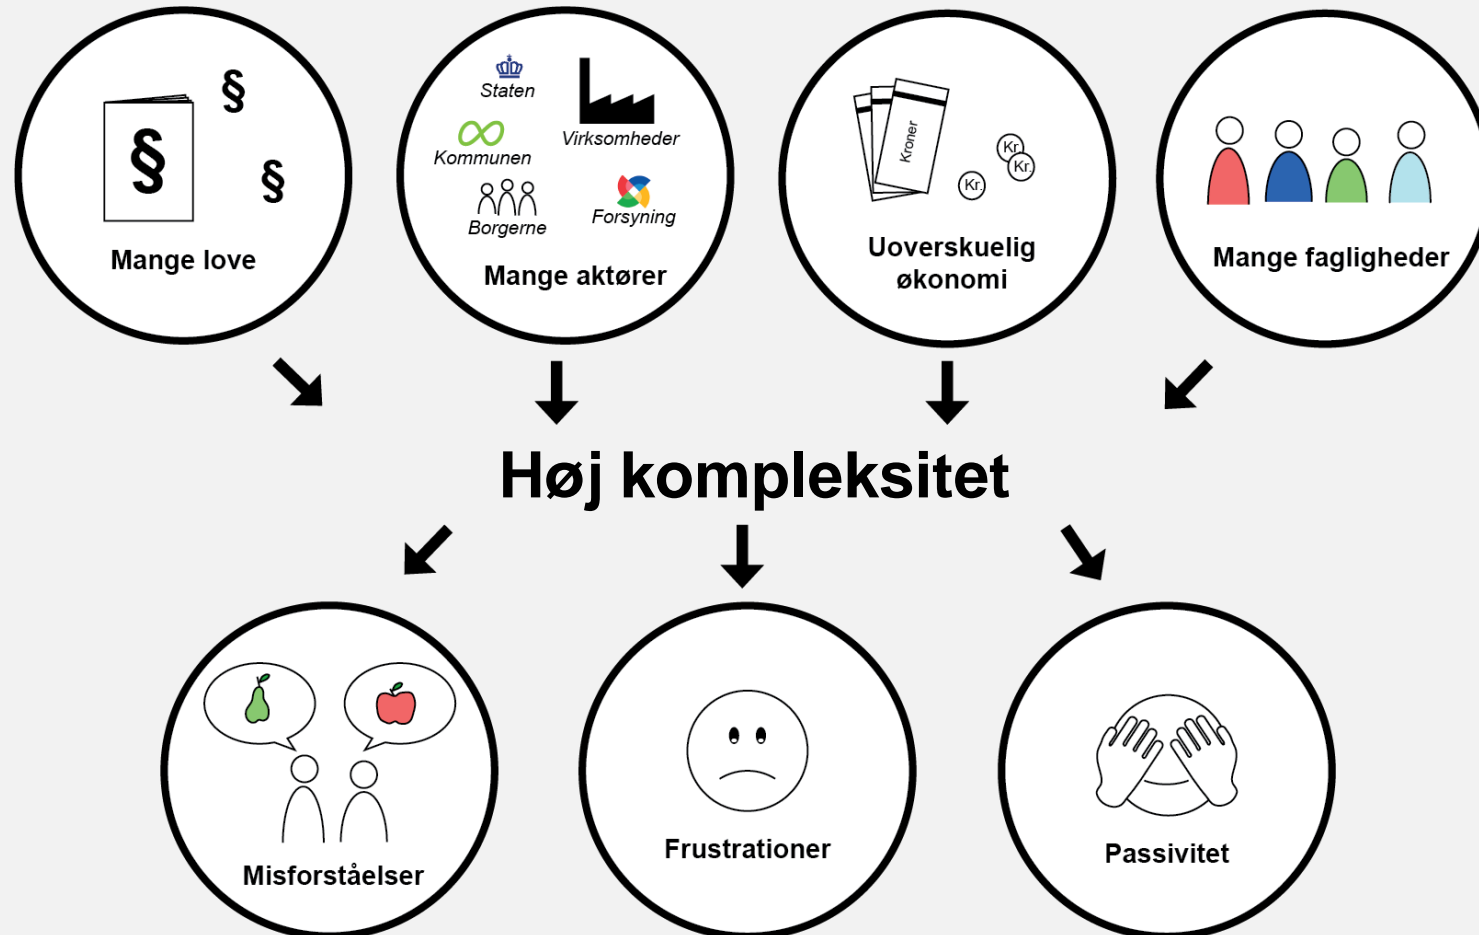 §
§
§
Mange love
Staten
Virksomheder
Kommunen
Borgerne
Forsyning
Mange aktører
Kroner
Kr.
Kr.
Kr.
Uoverskuelig
økonomi
Mange fagligheder
Høj kompleksitet
Misforståelser
Frustrationer
Passivitet